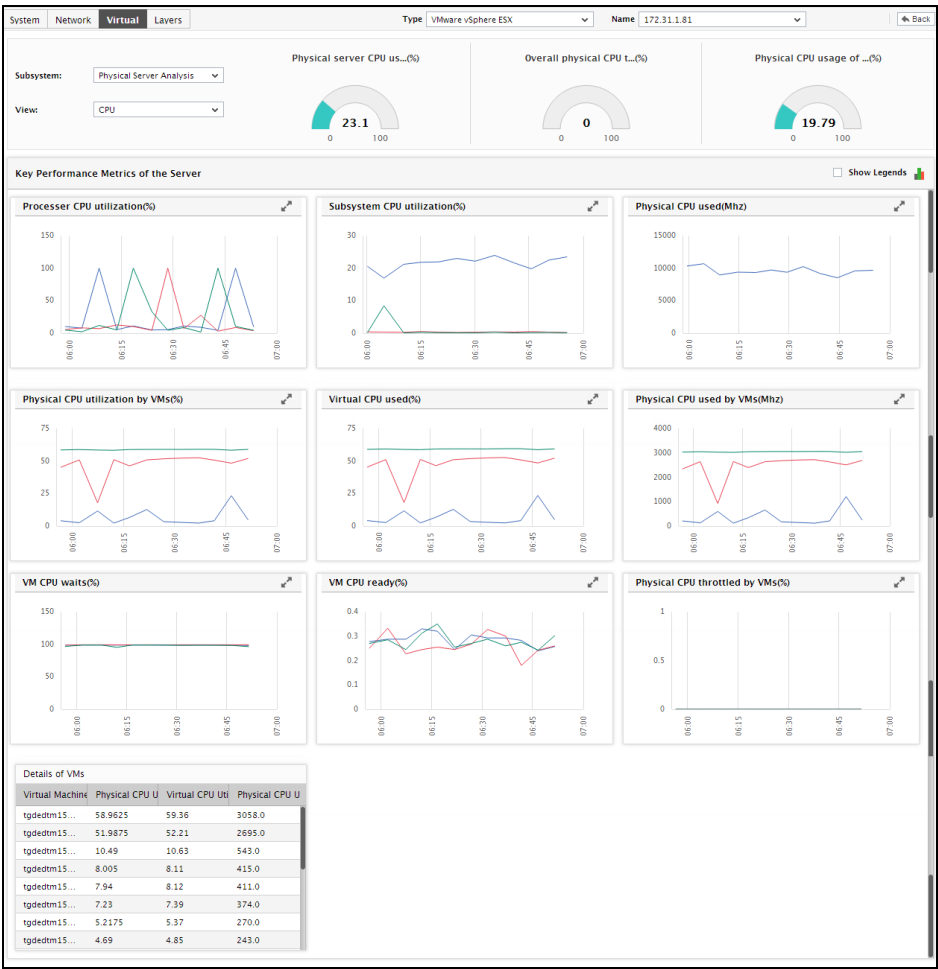 System Network Virtual Layers Type VMware vSphere ESX Name 172.31.1.81 Back
Physical server CPU us...(%) Overall physical CPU t...(%) Physical CPU usage of ...(%)
Subsystem: Physical Server Analysis
View: CPU
23.1 0 19.79
0 100 0 100 0 100
Key Performance Metrics of the Server Show Legends
Processer CPU utilization(%)
150
100
50
0
06:00 06:15 06:30 06:45 07:00
Subsystem CPU utilization(%)
30
20
10
0
06:00 06:15 06:30 06:45 07:00
Physical CPU used(Mhz)
15000
10000
5000
0
06:00 06:15 06:30 06:45 07:00
Physical CPU utilization by VMs(%)
75
50
25
0
06:00 06:15 06:30 06:45 07:00
Virtual CPU used(%)
75
50
25
0
06:00 06:15 06:30 06:45 07:00
Physical CPU used by VMs(Mhz)
4000
3000
2000
1000
0
06:00 06:15 06:30 06:45 07:00
VM CPU waits(%)
150
100
50
0
06:00 06:15 06:30 06:45 07:00
VM CPU ready(%)
0.4
0.3
0.2
0.1
0
06:00 06:15 06:30 06:45 07:00
Physical CPU throttled by VMs(%)
1
0.5
0
06:00 06:15 06:30 06:45 07:00
Details of VMs
Virtual Machine Physical CPU U Virtual CPU Uti Physical CPU U
tgdedtm15... 58.9625 59.36 3058.0
tgdedtm15... 51.9875 52.21 2695.0
tgdedtm15... 10.49 10.63 543.0
tgdedtm15... 8.005 8.11 415.0
tgdedtm15... 7.94 8.12 411.0
tgdedtm15... 7.23 7.39 374.0
tgdedtm15... 5.2175 5.37 270.0
tgdedtm15... 4.69 4.85 243.0